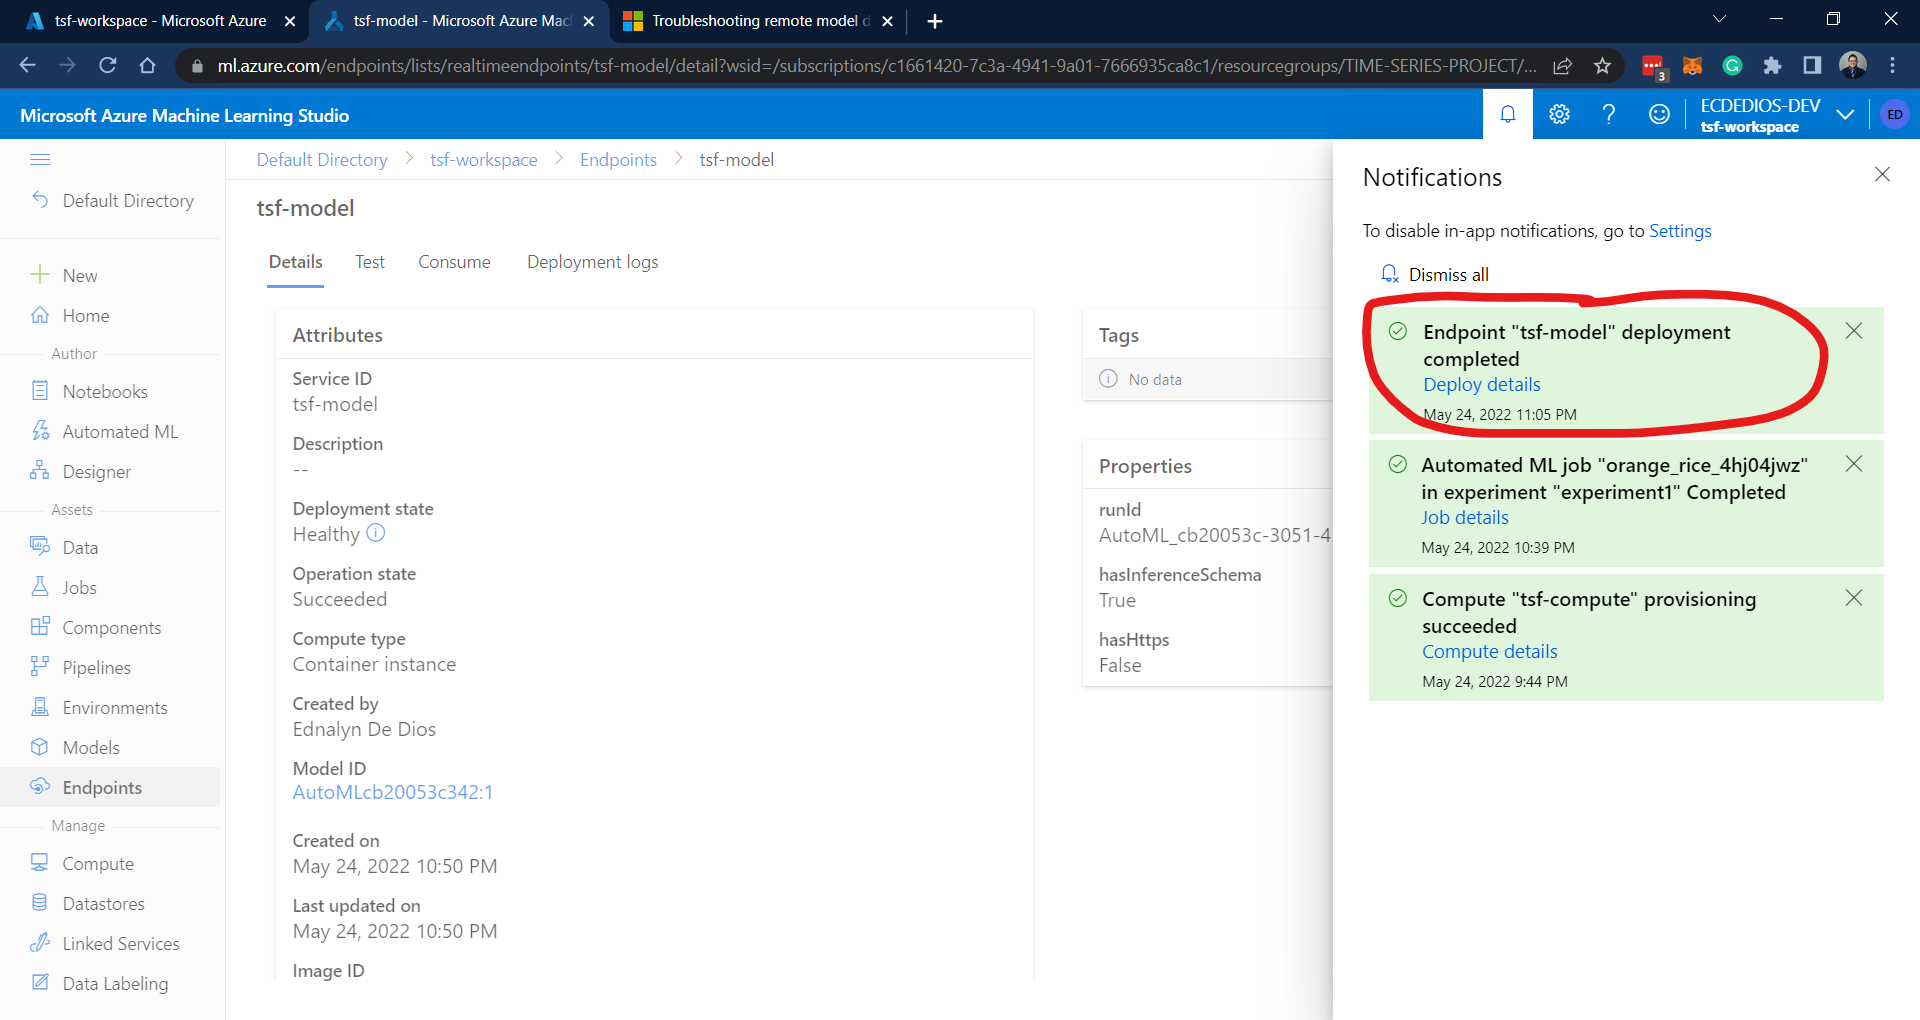 tsf-workspace - Microsoft Azure
tsf-model - Microsoft Azure Mac
Troubleshooting remote model d
ml.azure.com/endpoints/lists/realtimeendpoints/tsf-model/detail?wsid=/subscriptions/c1661420-7c3a-4941-9a01-7666935ca8c1/resourcegroups/TIME-SERIES-PROJECT/...
3
Microsoft Azure Machine Learning Studio
ECDEDIOS-DEV
tsf-workspace
ED
Default Directory
New
Home
Author
Notebooks
Automated ML
Designer
Assets
Data
Jobs
Components
Pipelines
Environments
Models
Endpoints
Manage
Compute
Datastores
Linked Services
Data Labeling
Default Directory > tsf-workspace > Endpoints > tsf-model
tsf-model
Details Test Consume Deployment logs
Attributes
Service ID
tsf-model
Description
--
Deployment state
Healthy
Operation state
Succeeded
Compute type
Container instance
Created by
Ednalyn De Dios
Model ID
AutoMLcb20053c342:1
Created on
May 24, 2022 10:50 PM
Last updated on
May 24, 2022 10:50 PM
Image ID
Tags
No data
Properties
runId
AutoML_cb20053c-3051-4
hasInferenceSchema
True
hasHttps
False
Notifications
To disable in-app notifications, go to Settings
Dismiss all
Endpoint "tsf-model" deployment
completed
Deploy details
May 24, 2022 11:05 PM
Automated ML job "orange_rice_4hj04jwz"
in experiment "experiment1" Completed
Job details
May 24, 2022 10:39 PM
Compute "tsf-compute" provisioning
succeeded
Compute details
May 24, 2022 9:44 PM